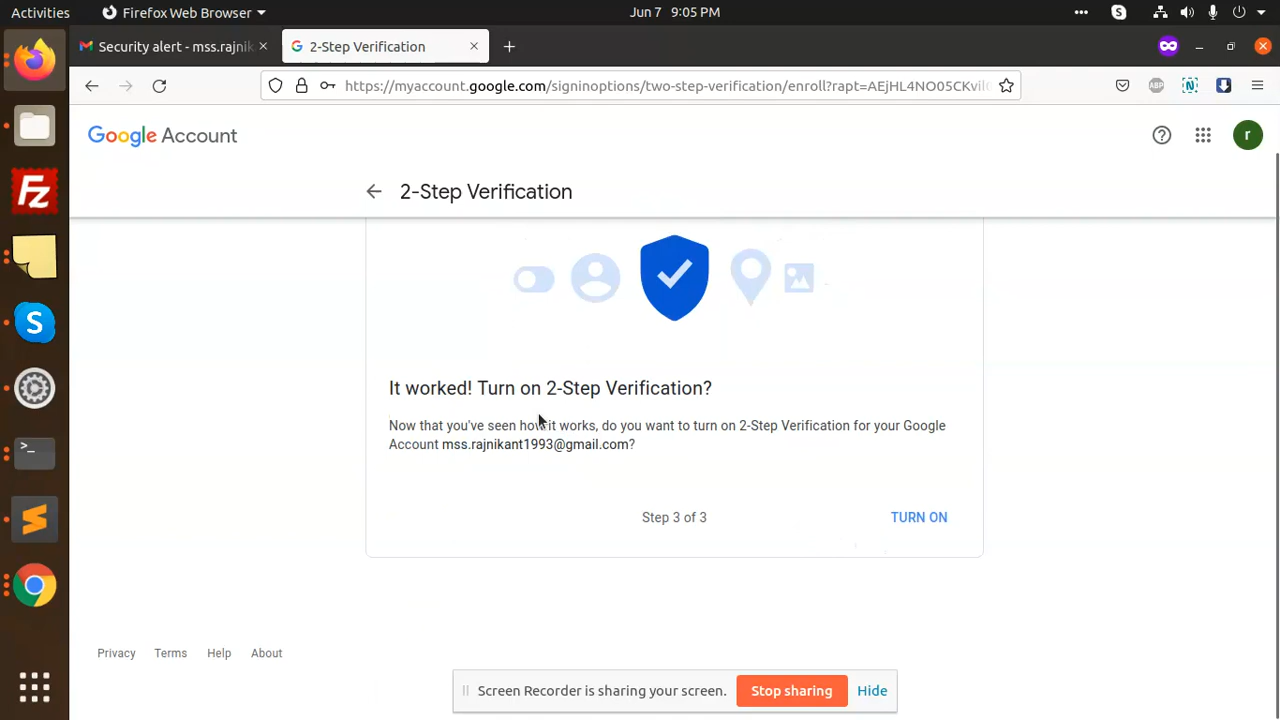 Activities
Firefox Web Browser
Jun 7 9:05 PM
Security alert - mss.rajnik
2-Step Verification
https://myaccount.google.com/signinoptions/two-step-verification/enroll?rapt=AEjHL4NO05CKvil
ABP
N
Google Account
r
2-Step Verification
It worked! Turn on 2-Step Verification?
Now that you've seen how it works, do you want to turn on 2-Step Verification for your Google
Account mss.rajnikant1993@gmail.com?
Step 3 of 3
TURN ON
Privacy
Terms
Help
About
Screen Recorder is sharing your screen.
Stop sharing
Hide